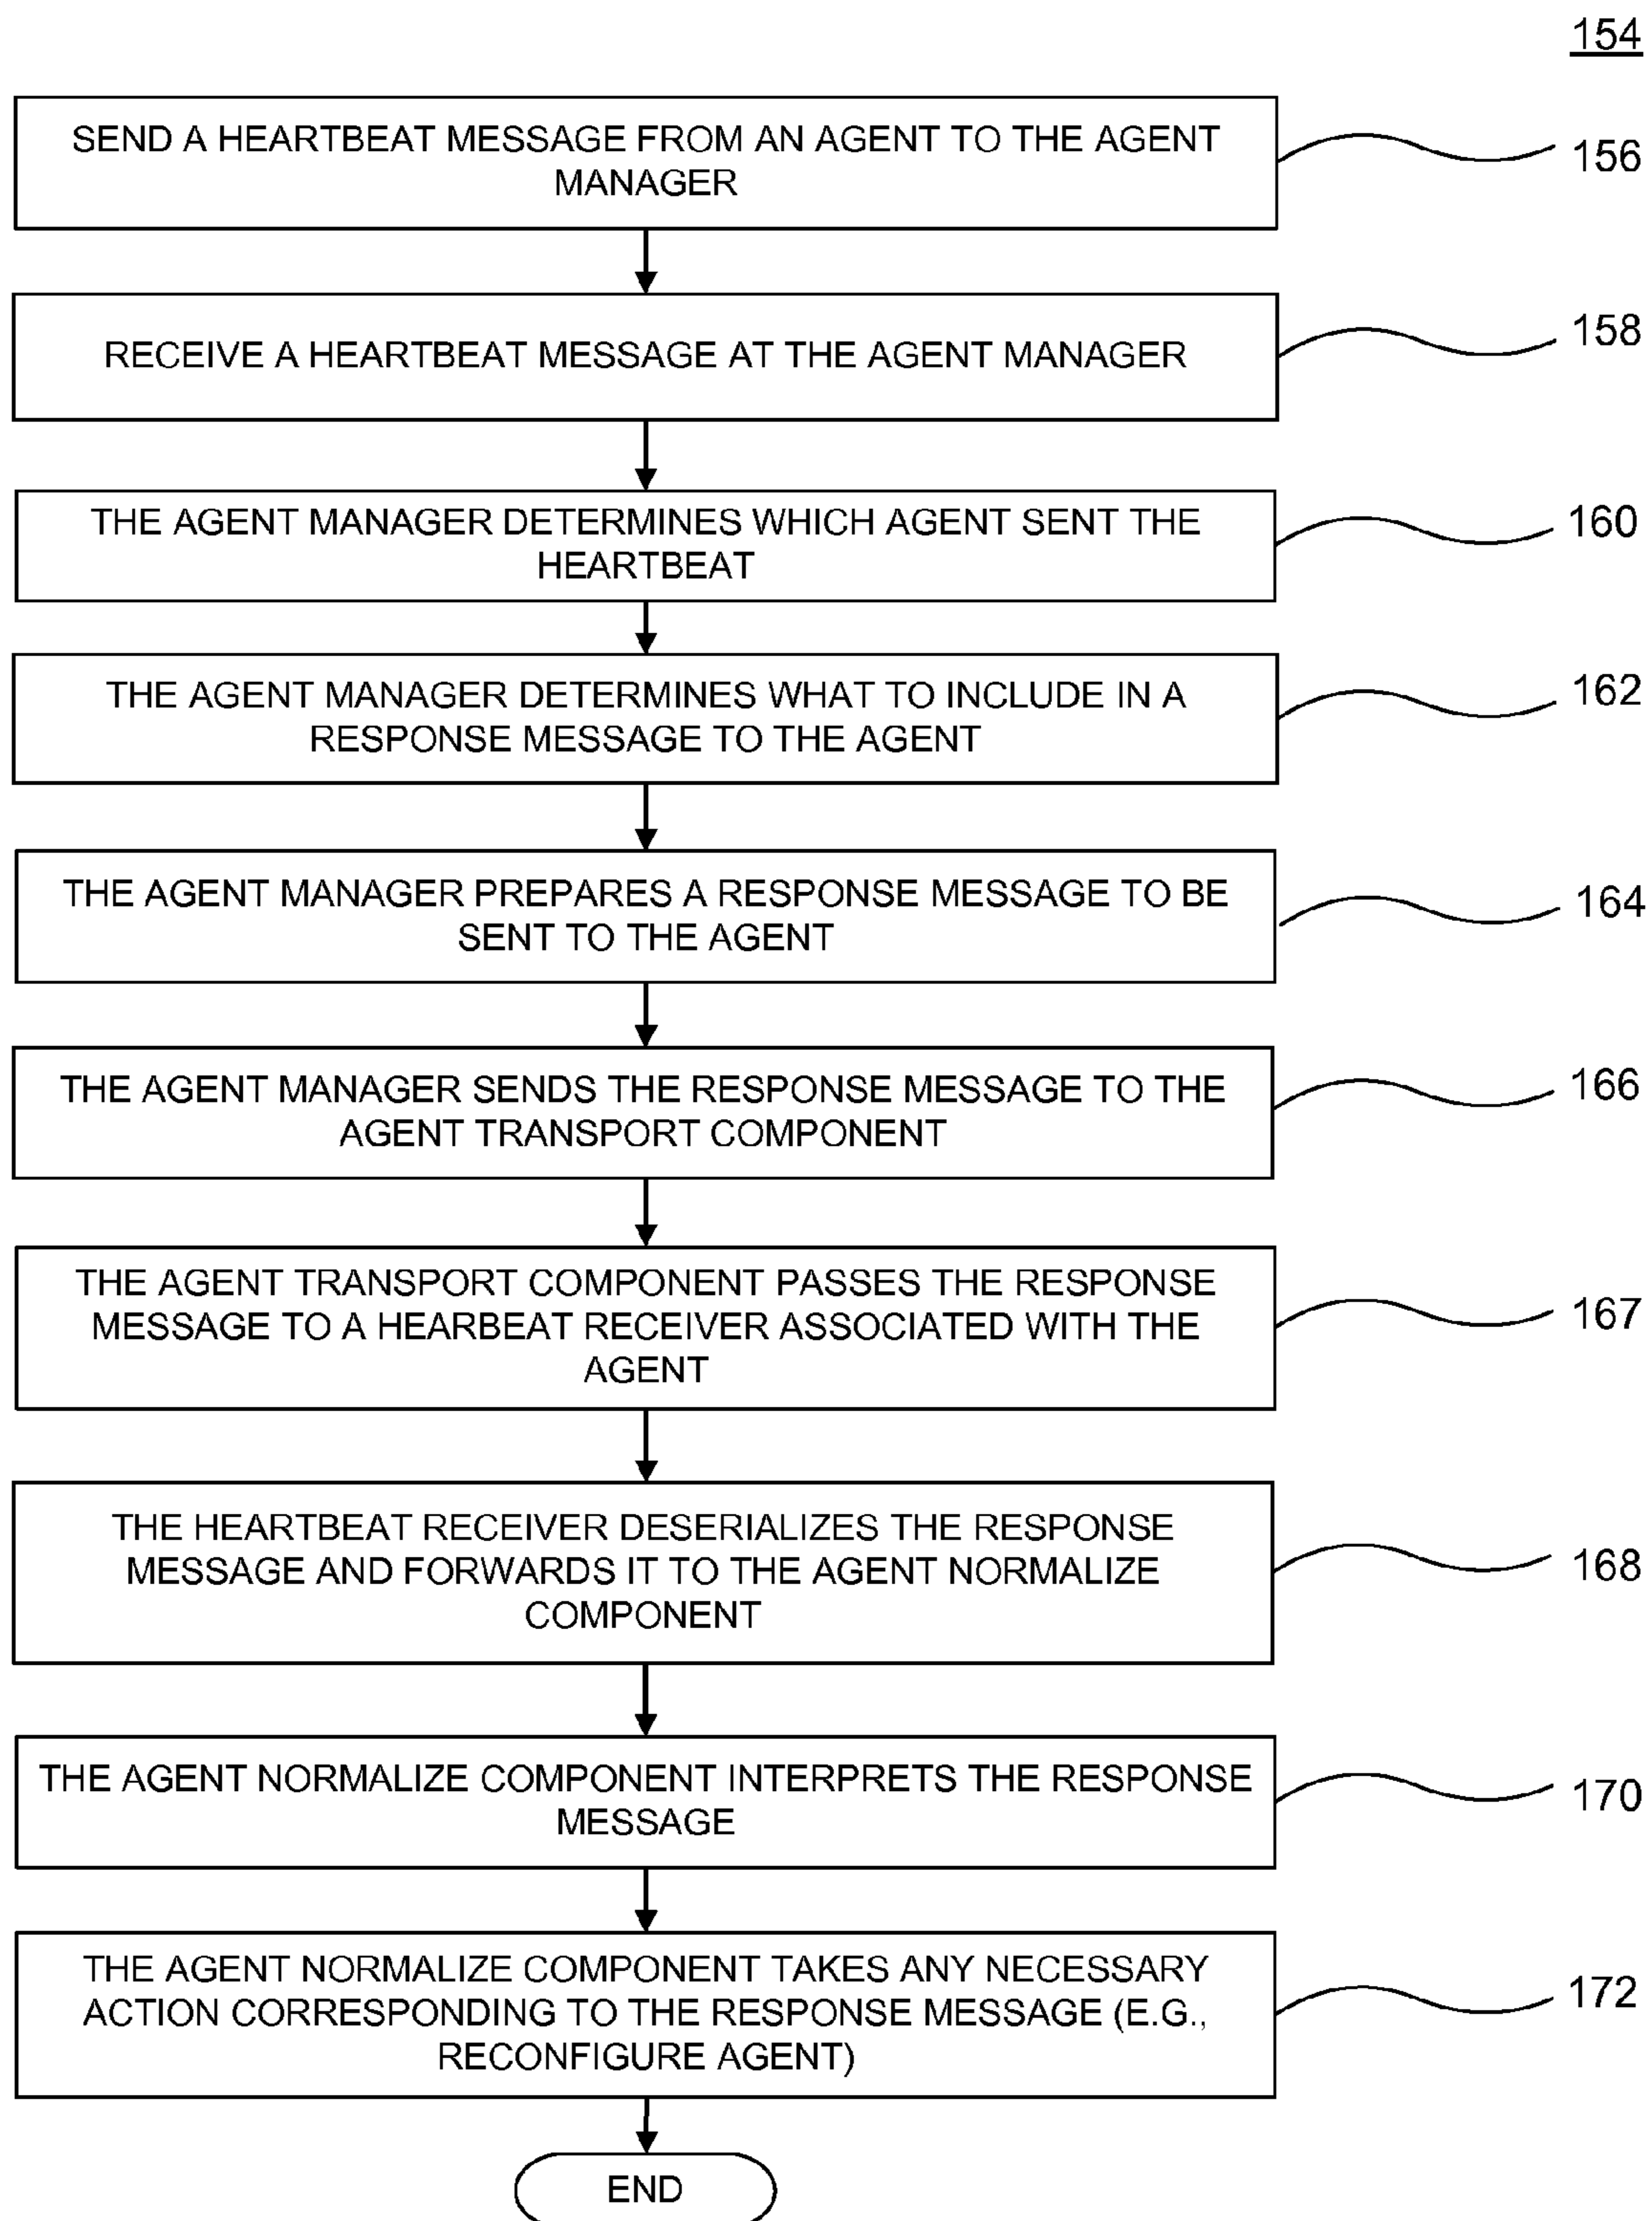 154
SEND A HEARTBEAT MESSAGE FROM AN AGENT TO THE AGENT
MANAGER
156
RECEIVE A HEARTBEAT MESSAGE AT THE AGENT MANAGER
158
THE AGENT MANAGER DETERMINES WHICH AGENT SENT THE
HEARTBEAT
160
THE AGENT MANAGER DETERMINES WHAT TO INCLUDE IN A
RESPONSE MESSAGE TO THE AGENT
162
THE AGENT MANAGER PREPARES A RESPONSE MESSAGE TO BE
SENT TO THE AGENT
164
THE AGENT MANAGER SENDS THE RESPONSE MESSAGE TO THE
AGENT TRANSPORT COMPONENT
166
THE AGENT TRANSPORT COMPONENT PASSES THE RESPONSE
MESSAGE TO A HEARBEAT RECEIVER ASSOCIATED WITH THE
AGENT
167
THE HEARTBEAT RECEIVER DESERIALIZES THE RESPONSE
MESSAGE AND FORWARDS IT TO THE AGENT NORMALIZE
COMPONENT
168
THE AGENT NORMALIZE COMPONENT INTERPRETS THE RESPONSE
MESSAGE
170
THE AGENT NORMALIZE COMPONENT TAKES ANY NECESSARY
ACTION CORRESPONDING TO THE RESPONSE MESSAGE (E.G.,
RECONFIGURE AGENT)
172
END